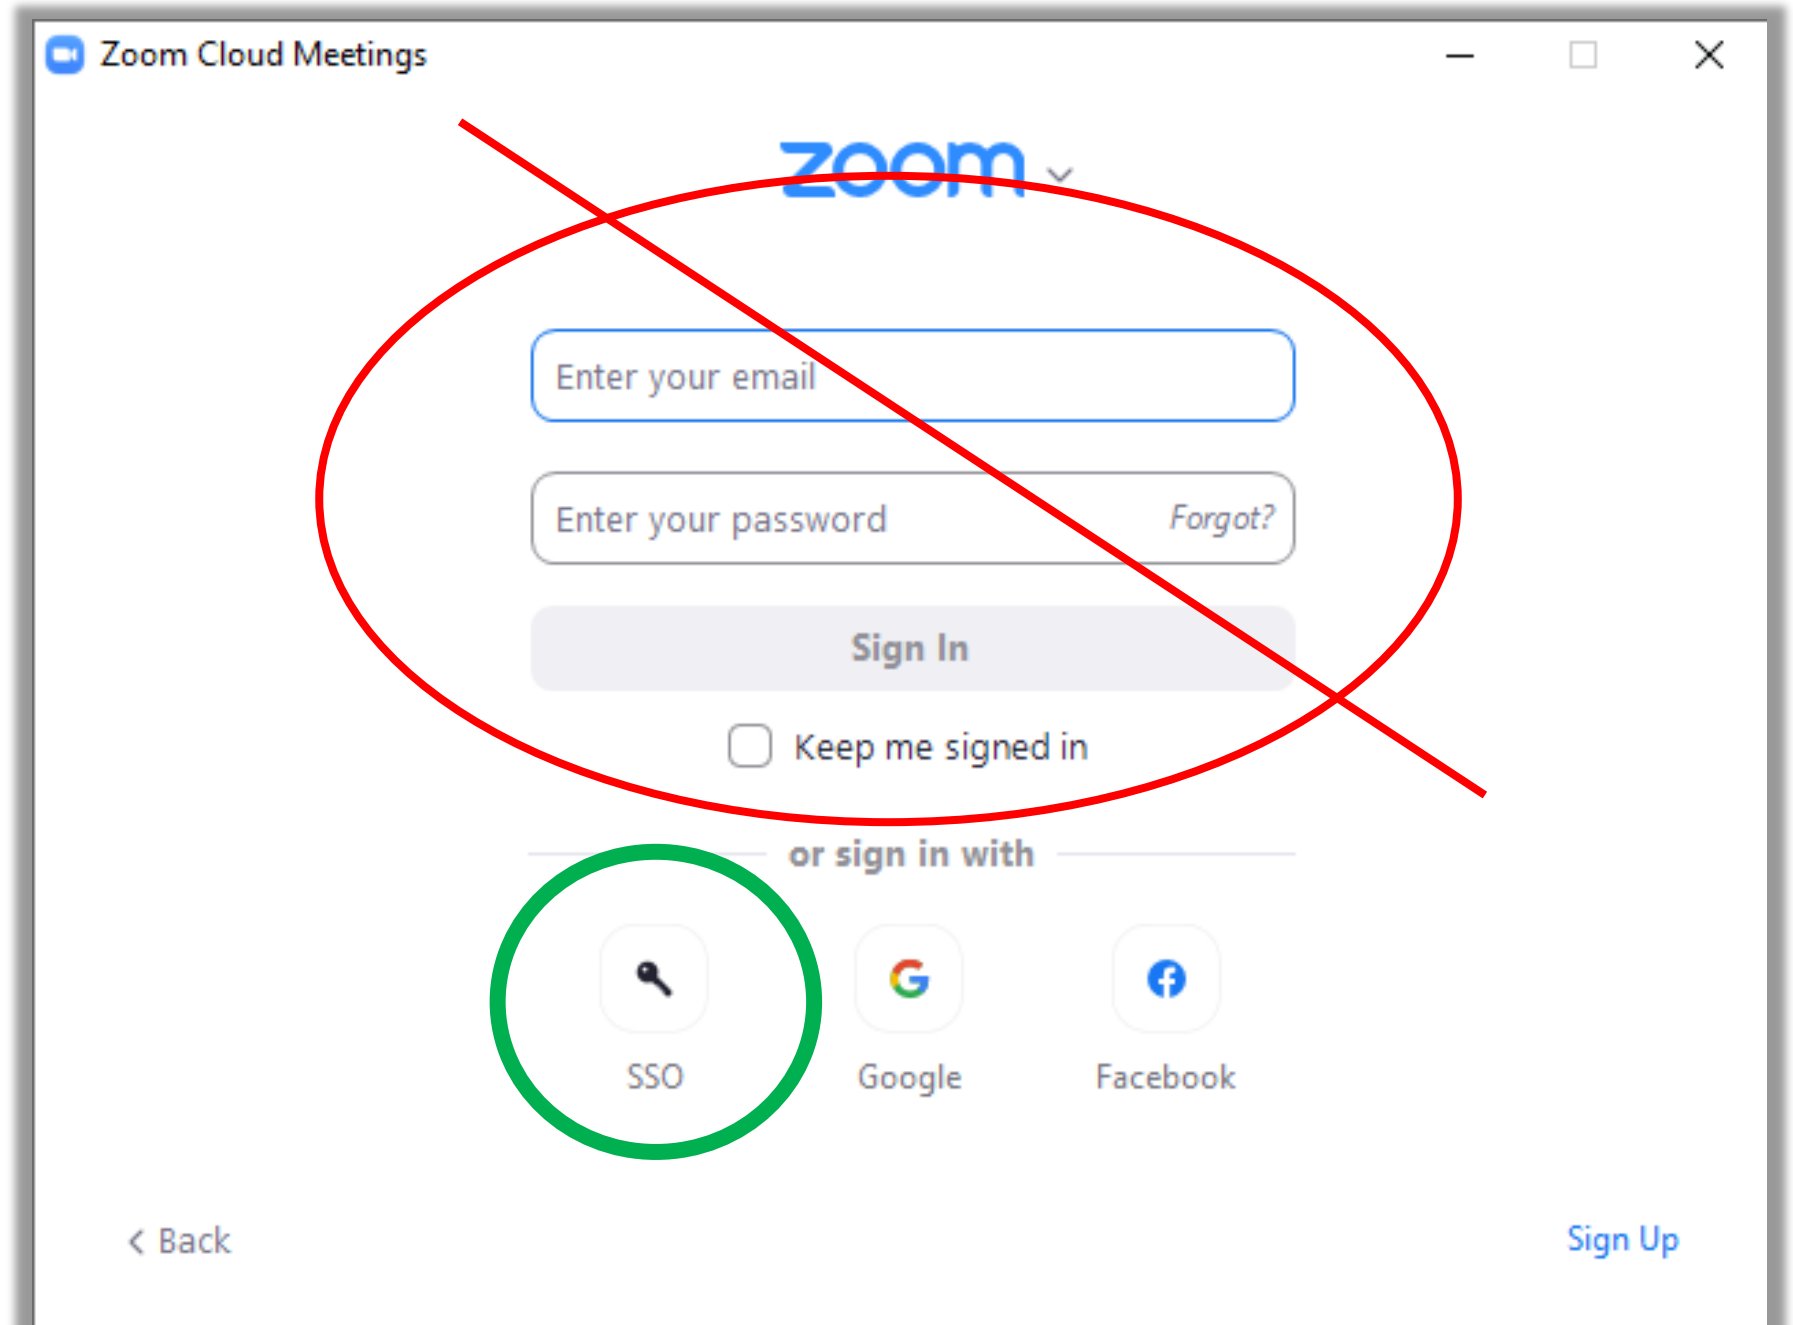 Zoom Cloud Meetings
zoom
Enter your email
Enter your password Forgot?
Sign In
Keep me signed in
or sign in with
SSO Google Facebook
Back Sign Up